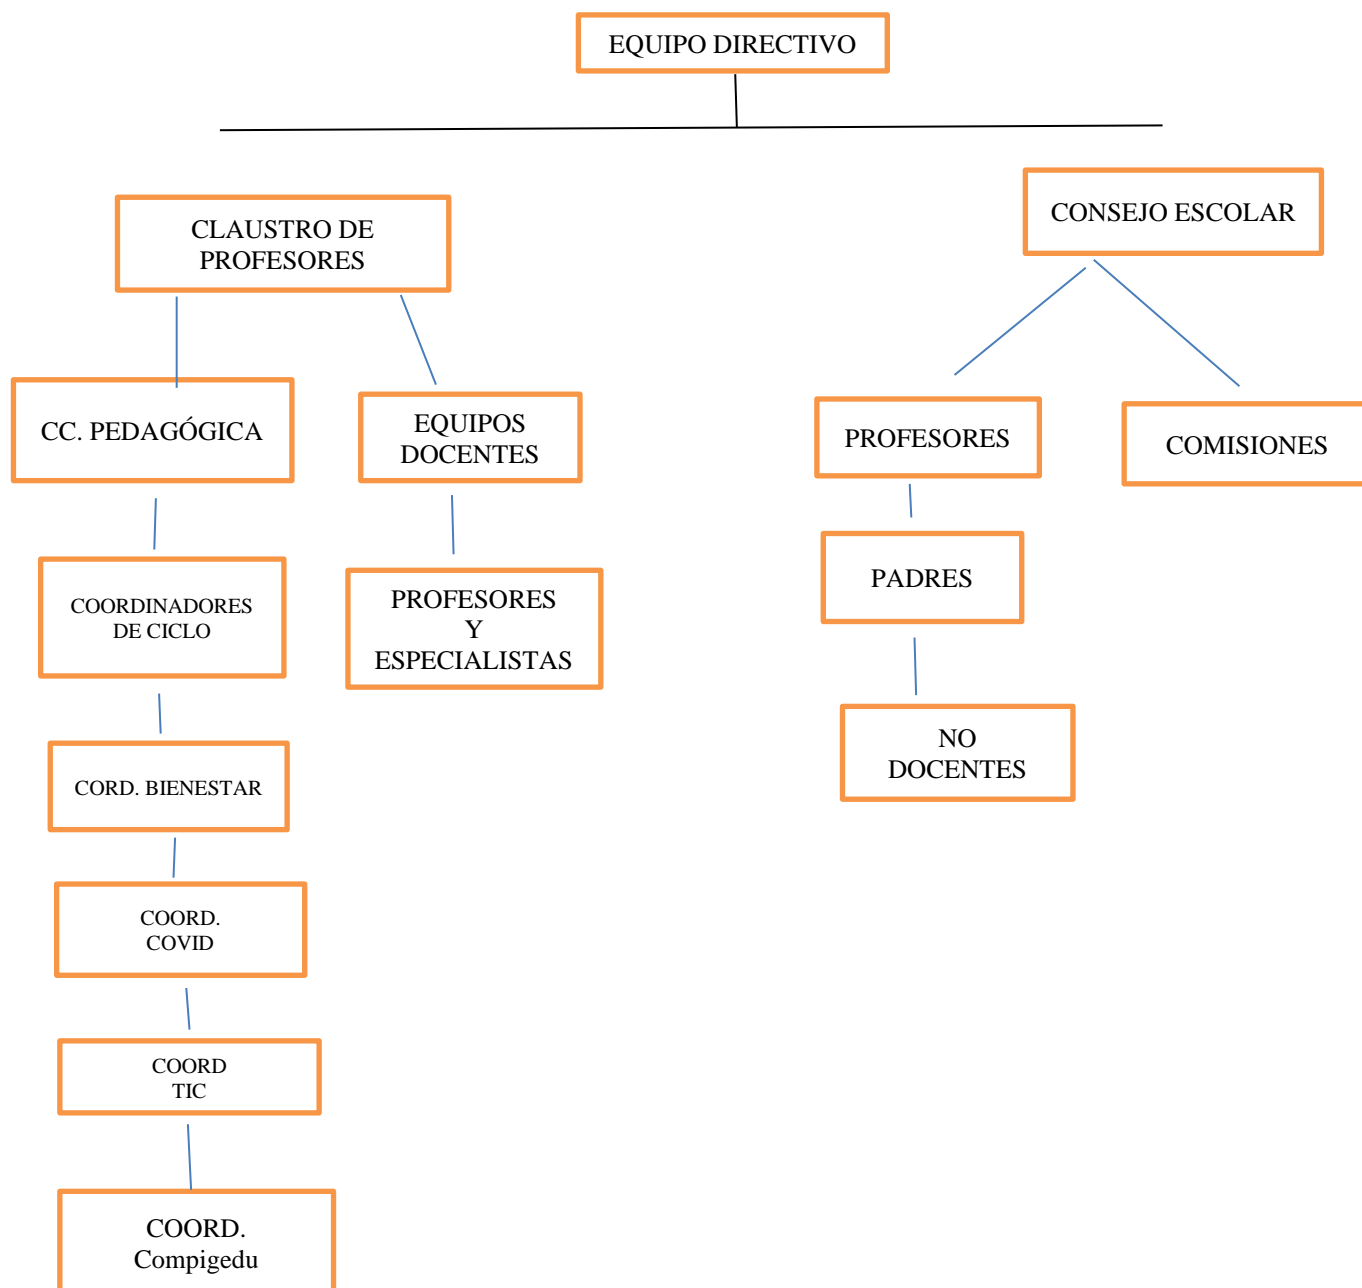 EQUIPO DIRECTIVO
CLAUSTRO DE
PROFESORES
CONSEJO ESCOLAR
CC. PEDAGÓGICA
EQUIPOS
DOCENTES
PROFESORES
COMISIONES
COORDINADORES
DE CICLO
PROFESORES
Y
ESPECIALISTAS
PADRES
CORD. BIENESTAR
NO
DOCENTES
COORD.
COVID
COORD
TIC
COORD.
Compigedu